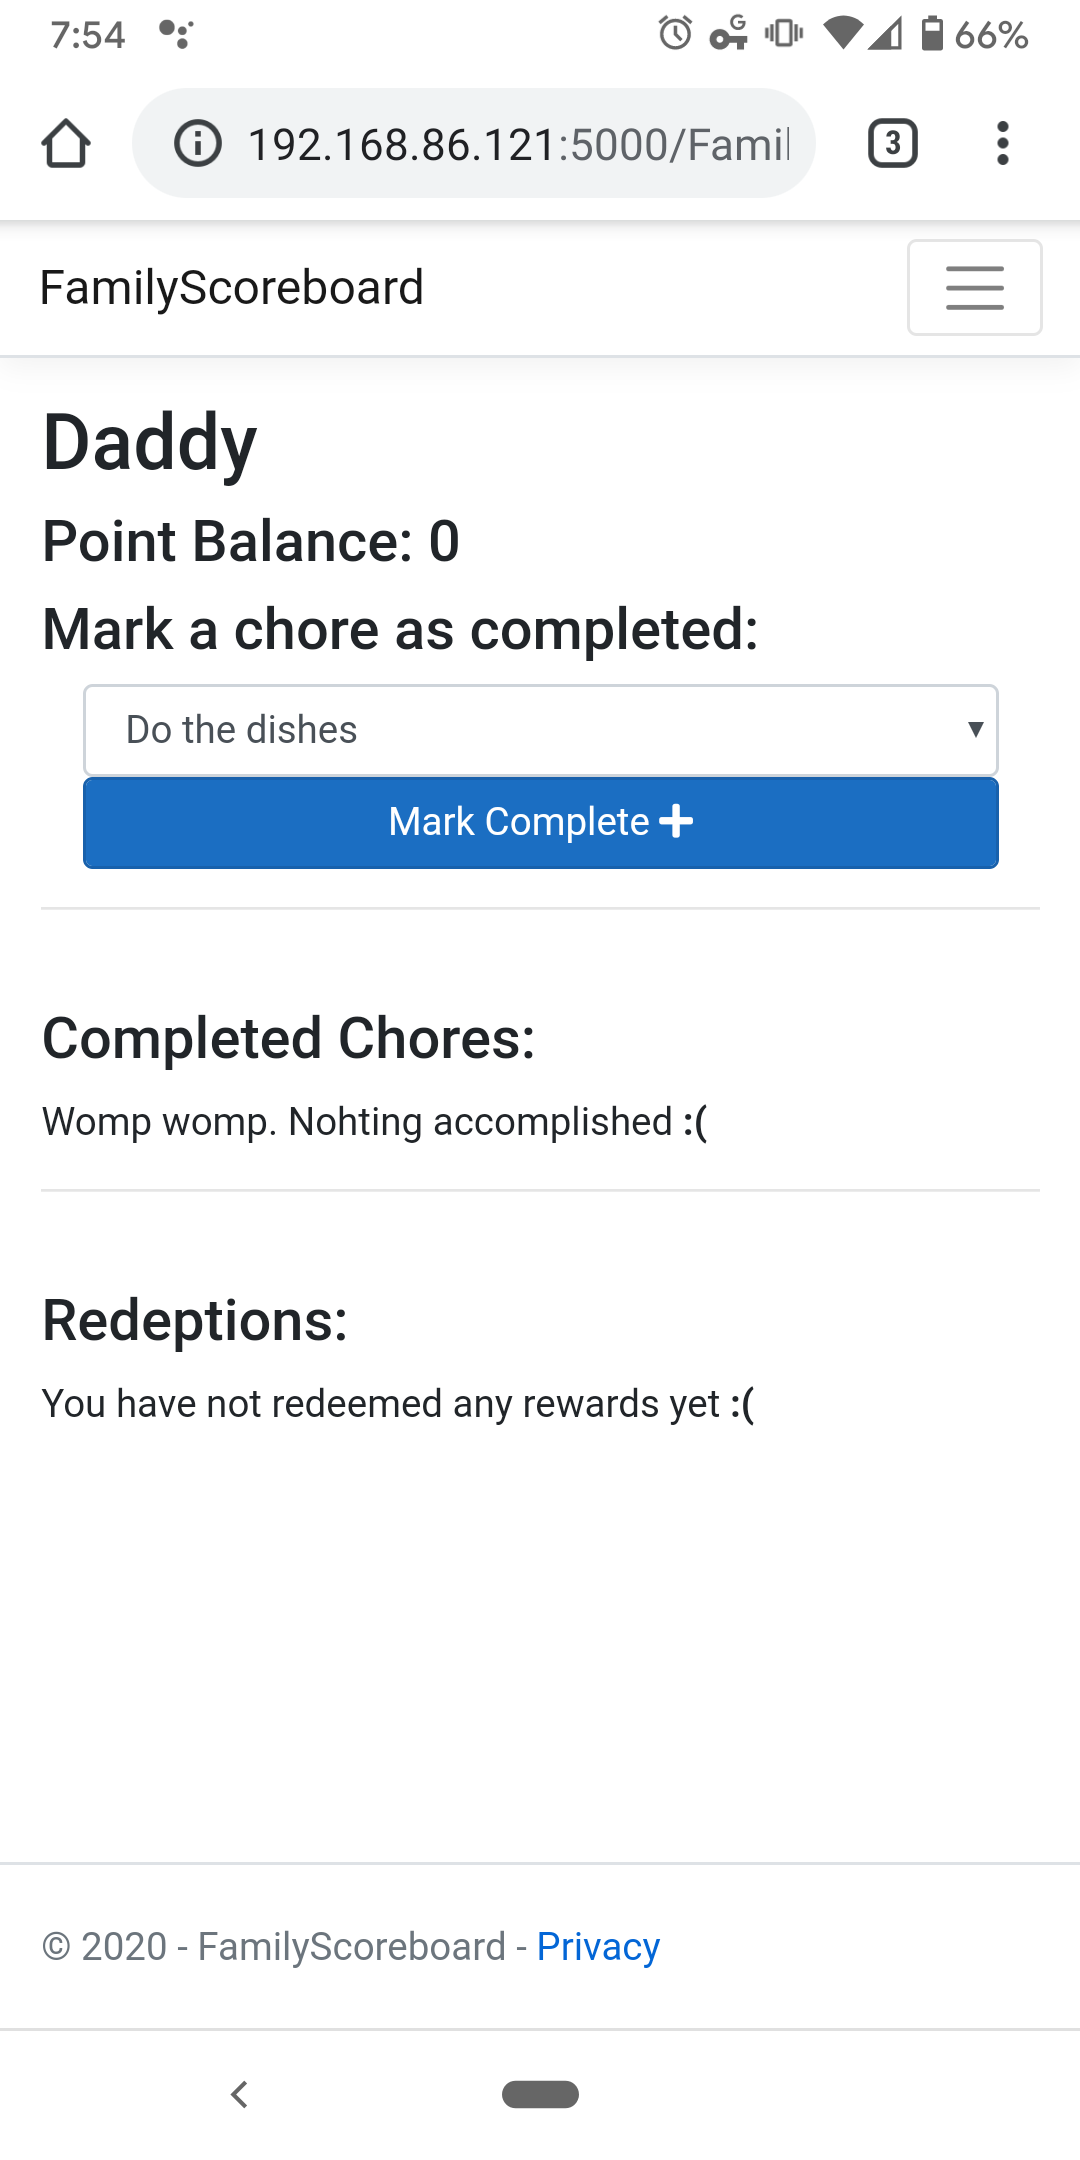 7:54 G 66%
192.168.86.121:5000/Famil 3
FamilyScoreboard
Daddy
Point Balance: 0
Mark a chore as completed:
Do the dishes
Mark Complete
Completed Chores:
Womp womp. Nohting accomplished :(
Redeptions:
You have not redeemed any rewards yet :(
© 2020 - FamilyScoreboard - Privacy